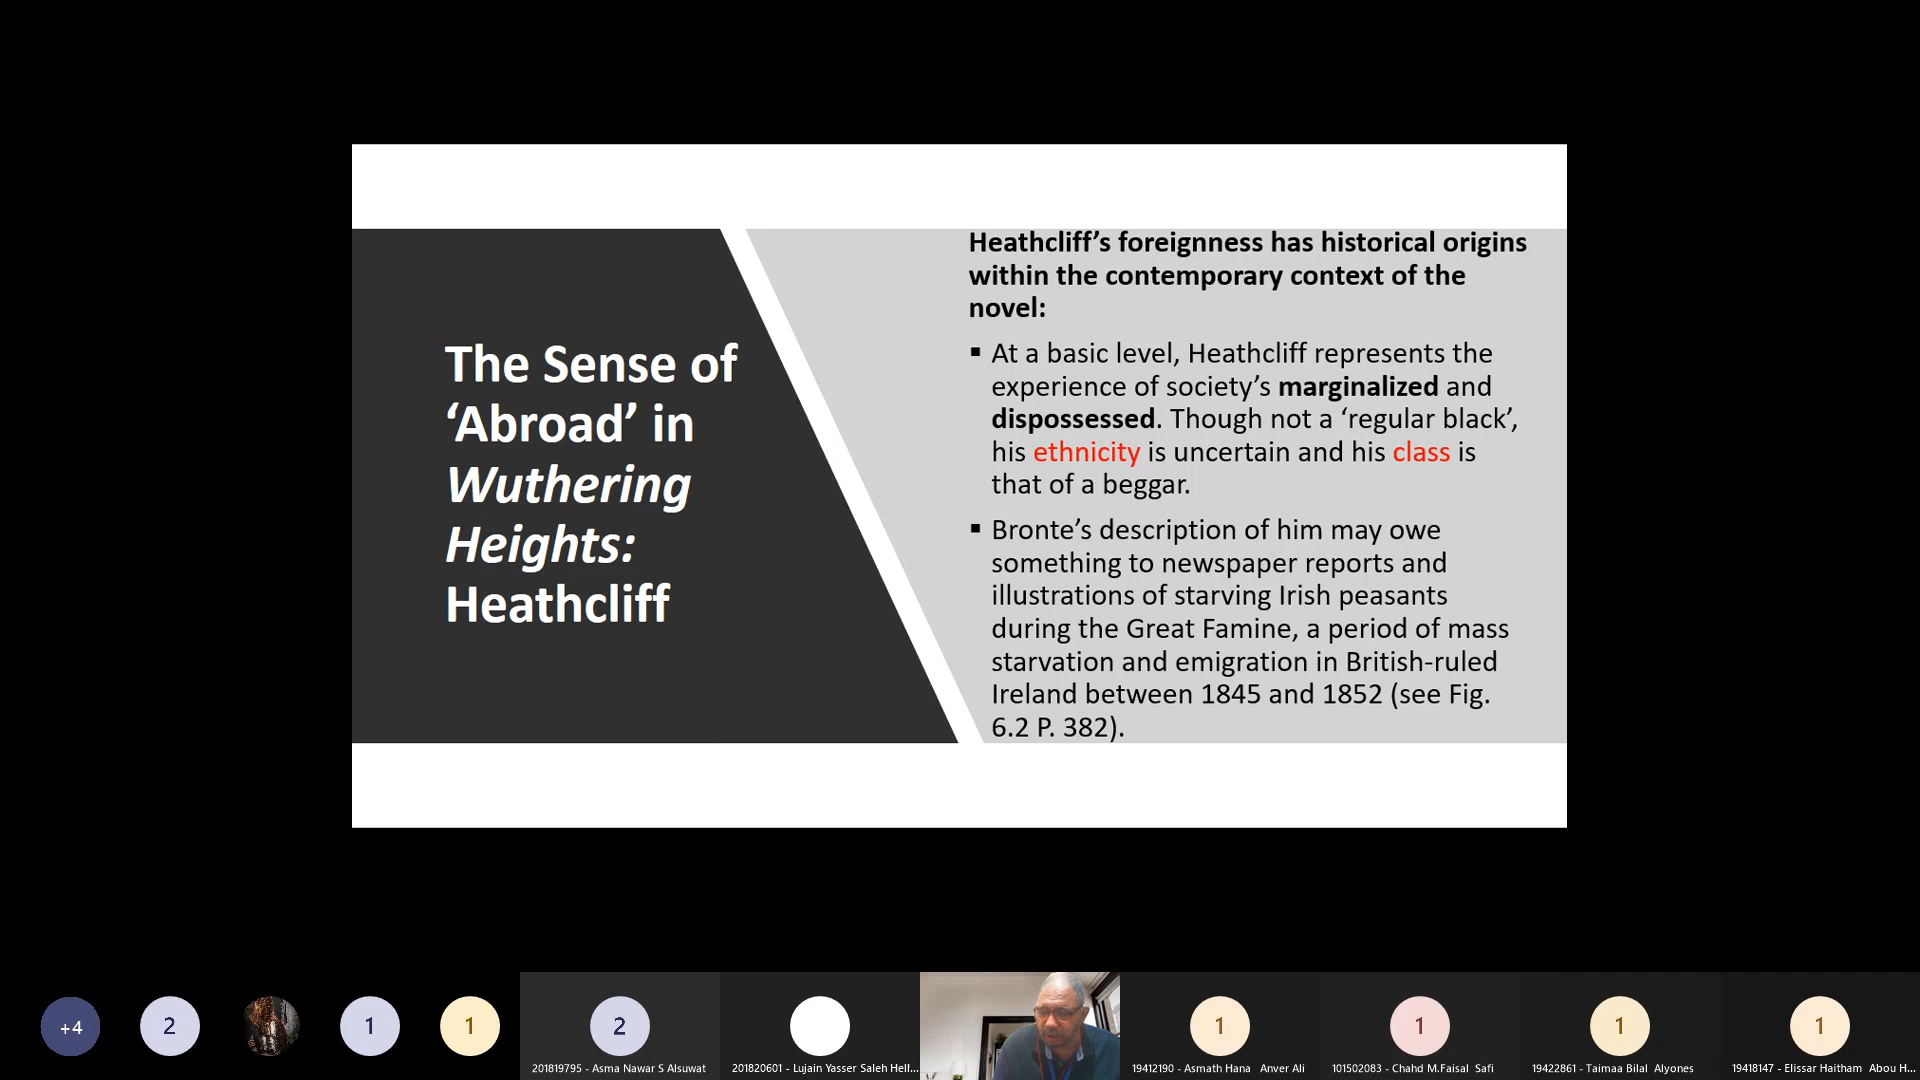 The Sense of
‘Abroad’ in
Wuthering
Heights:
Heathcliff
Heathcliff’s foreignness has historical origins
within the contemporary context of the
novel:
▪ At a basic level, Heathcliff represents the
experience of society’s marginalized and
dispossessed. Though not a ‘regular black’,
his ethnicity is uncertain and his class is
that of a beggar.
▪ Bronte’s description of him may owe
something to newspaper reports and
illustrations of starving Irish peasants
during the Great Famine, a period of mass
starvation and emigration in British-ruled
Ireland between 1845 and 1852 (see Fig.
6.2 P. 382).
+4
2
1
1
2
1
1
1
1
201819795 - Asma Nawar S Alsuwat
201820601 - Lujain Yasser Saleh Hell...
19412190 - Asmath Hana Anver Ali
101502083 - Chahd M.Faisal Safi
19422861 - Taimaa Bilal Alyones
19418147 - Elissar Haitham Abou H...